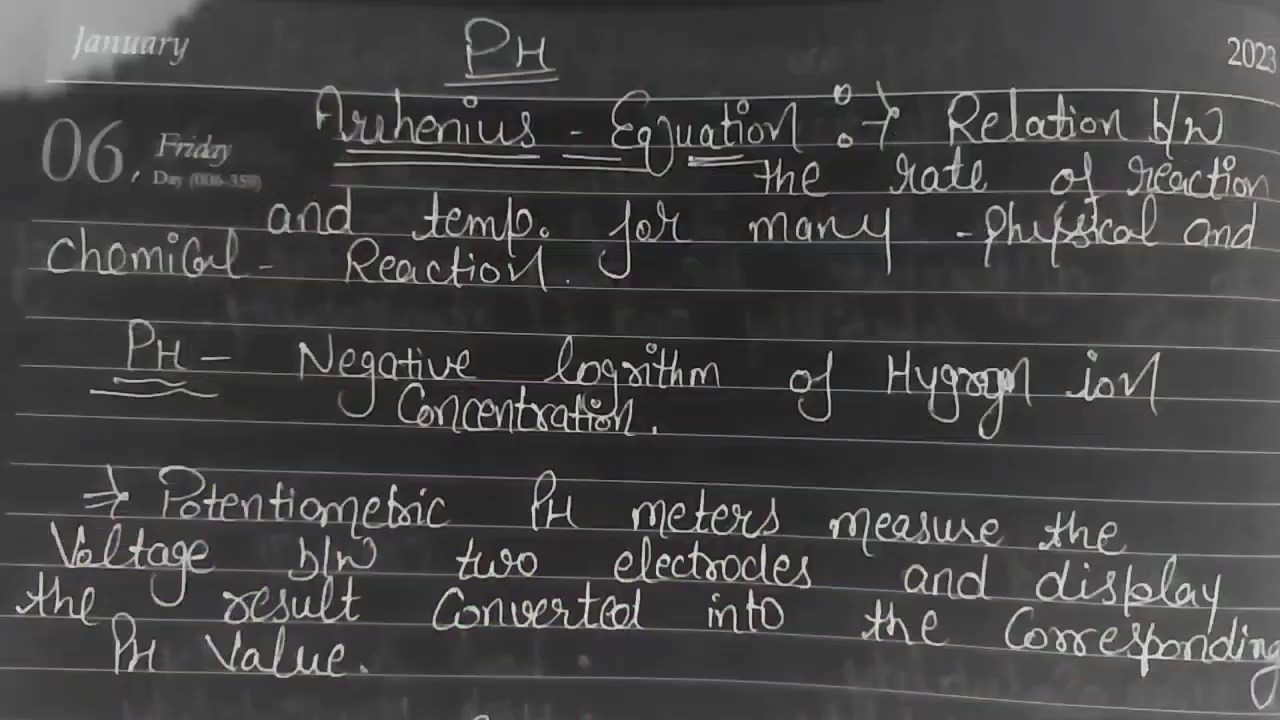 January
PH
2023
06, Friday
Day (006-359)
Arrhenius - Equation :→ Relation b/w
the rate of reaction
and temp. for many - physical and
chemical - Reaction.
PH - Negative logrithm of Hygrogn ion
Concentration.
⇒ Potentiometric PH meters measure the
Voltage b/w two electrodes and display
the result Converted into the Corresponding
PH Value.